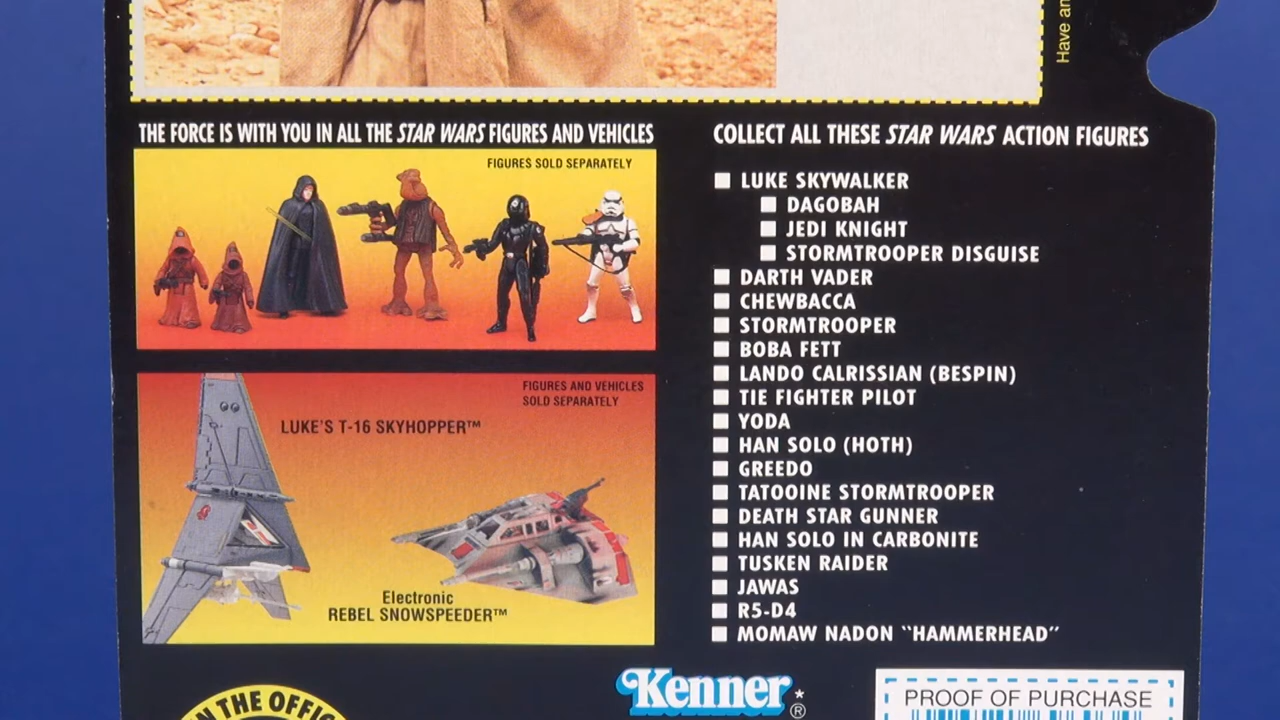 Have an
THE FORCE IS WITH YOU IN ALL THE STAR WARS FIGURES AND VEHICLES
FIGURES SOLD SEPARATELY
FIGURES AND VEHICLES
SOLD SEPARATELY
LUKE'S T-16 SKYHOPPER™
Electronic
REBEL SNOWSPEEDER™
COLLECT ALL THESE STAR WARS ACTION FIGURES
LUKE SKYWALKER
DAGOBAH
JEDI KNIGHT
STORMTROOPER DISGUISE
DARTH VADER
CHEWBACCA
STORMTROOPER
BOBA FETT
LANDO CALRISSIAN (BESPIN)
TIE FIGHTER PILOT
YODA
HAN SOLO (HOTH)
GREEDO
TATOOINE STORMTROOPER
DEATH STAR GUNNER
HAN SOLO IN CARBONITE
TUSKEN RAIDER
JAWAS
R5-D4
MOMAW NADON "HAMMERHEAD"
N THE OFFIC
Kenner*®
PROOF OF PURCHASE